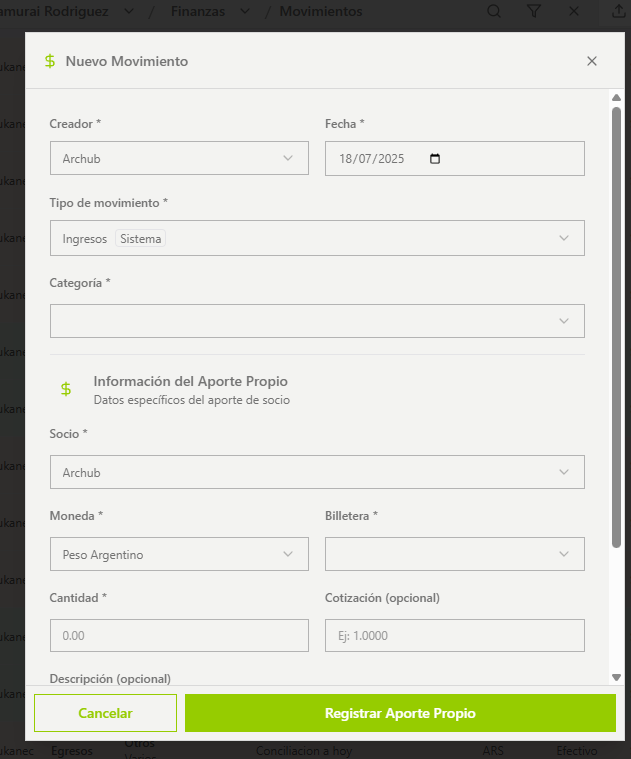 amurai Rodriguez / Finanzas / Movimientos
$ Nuevo Movimiento
Creador * Fecha *
Archub 18/07/2025
Tipo de movimiento *
Ingresos Sistema
Categoría *
$ Información del Aporte Propio
Datos específicos del aporte de socio
Socio *
Archub
Moneda * Billetera *
Peso Argentino
Cantidad * Cotización (opcional)
0.00 Ej: 1.0000
Descripción (opcional)
Cancelar Registrar Aporte Propio
ukanec Egresos Otros Conciliacion a hoy ARS Efectivo